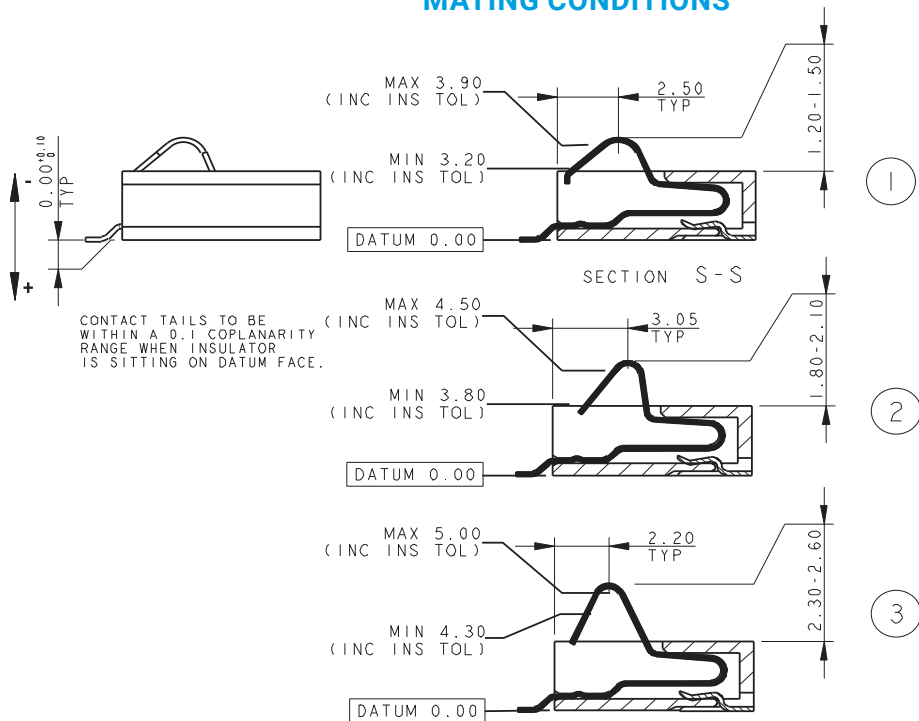 MATING CONDITIONS
MAX 3.90
(INC INS TOL)
2.50
TYP
1.20-1.50
0.00 +0.10 0
TYP
-
+
MIN 3.20
(INC INS TOL)
1
DATUM 0.00
SECTION S-S
CONTACT TAILS TO BE
WITHIN A 0.1 COPLANARITY
RANGE WHEN INSULATOR
IS SITTING ON DATUM FACE.
MAX 4.50
(INC INS TOL)
3.05
TYP
1.80-2.10
MIN 3.80
(INC INS TOL)
2
DATUM 0.00
MAX 5.00
(INC INS TOL)
2.20
TYP
2.30-2.60
MIN 4.30
(INC INS TOL)
3
DATUM 0.00